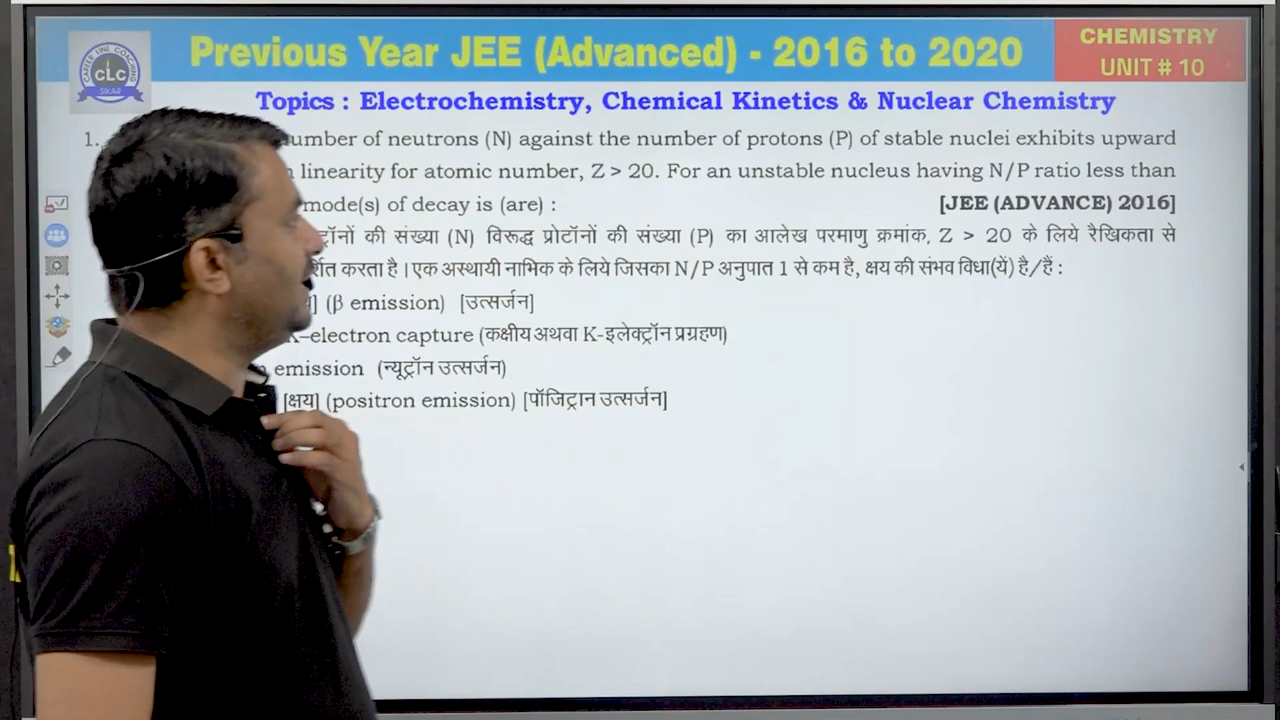 CLC
SIKAR
Previous Year JEE (Advanced) - 2016 to 2020
CHEMISTRY
UNIT # 10
Topics : Electrochemistry, Chemical Kinetics & Nuclear Chemistry
1. umber of neutrons (N) against the number of protons (P) of stable nuclei exhibits upward
linearity for atomic number, Z > 20. For an unstable nucleus having N/P ratio less than
mode(s) of decay is (are) : [JEE (ADVANCE) 2016]
ट्रॉनों की संख्या (N) विरूद्ध प्रोटॉनों की संख्या (P) का आलेख परमाणु क्रमांक, Z > 20 के लिये रैखिकता से
र्शित करता है । एक अस्थायी नाभिक के लिये जिसका N/P अनुपात 1 से कम है, क्षय की संभव विधा(यें) है/हैं :
] (β emission) [उत्सर्जन]
K–electron capture (कक्षीय अथवा K-इलेक्ट्रॉन प्रग्रहण)
emission (न्यूट्रॉन उत्सर्जन)
[क्षय] (positron emission) [पॉजिट्रान उत्सर्जन]